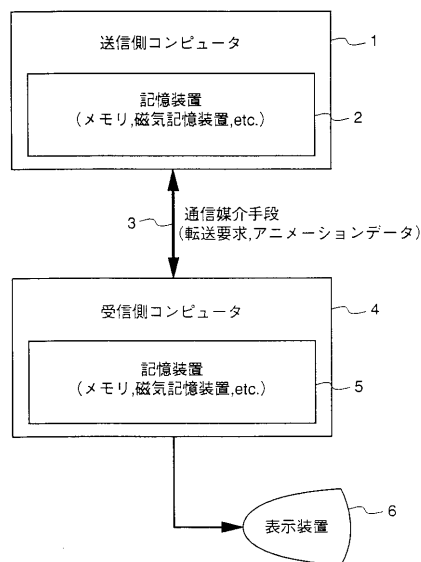 送信側コンピュータ
1
記憶装置
(メモリ,磁気記憶装置,etc.)
2
3
通信媒介手段
(転送要求,アニメーションデータ)
受信側コンピュータ
4
記憶装置
(メモリ,磁気記憶装置,etc.)
5
6
表示装置